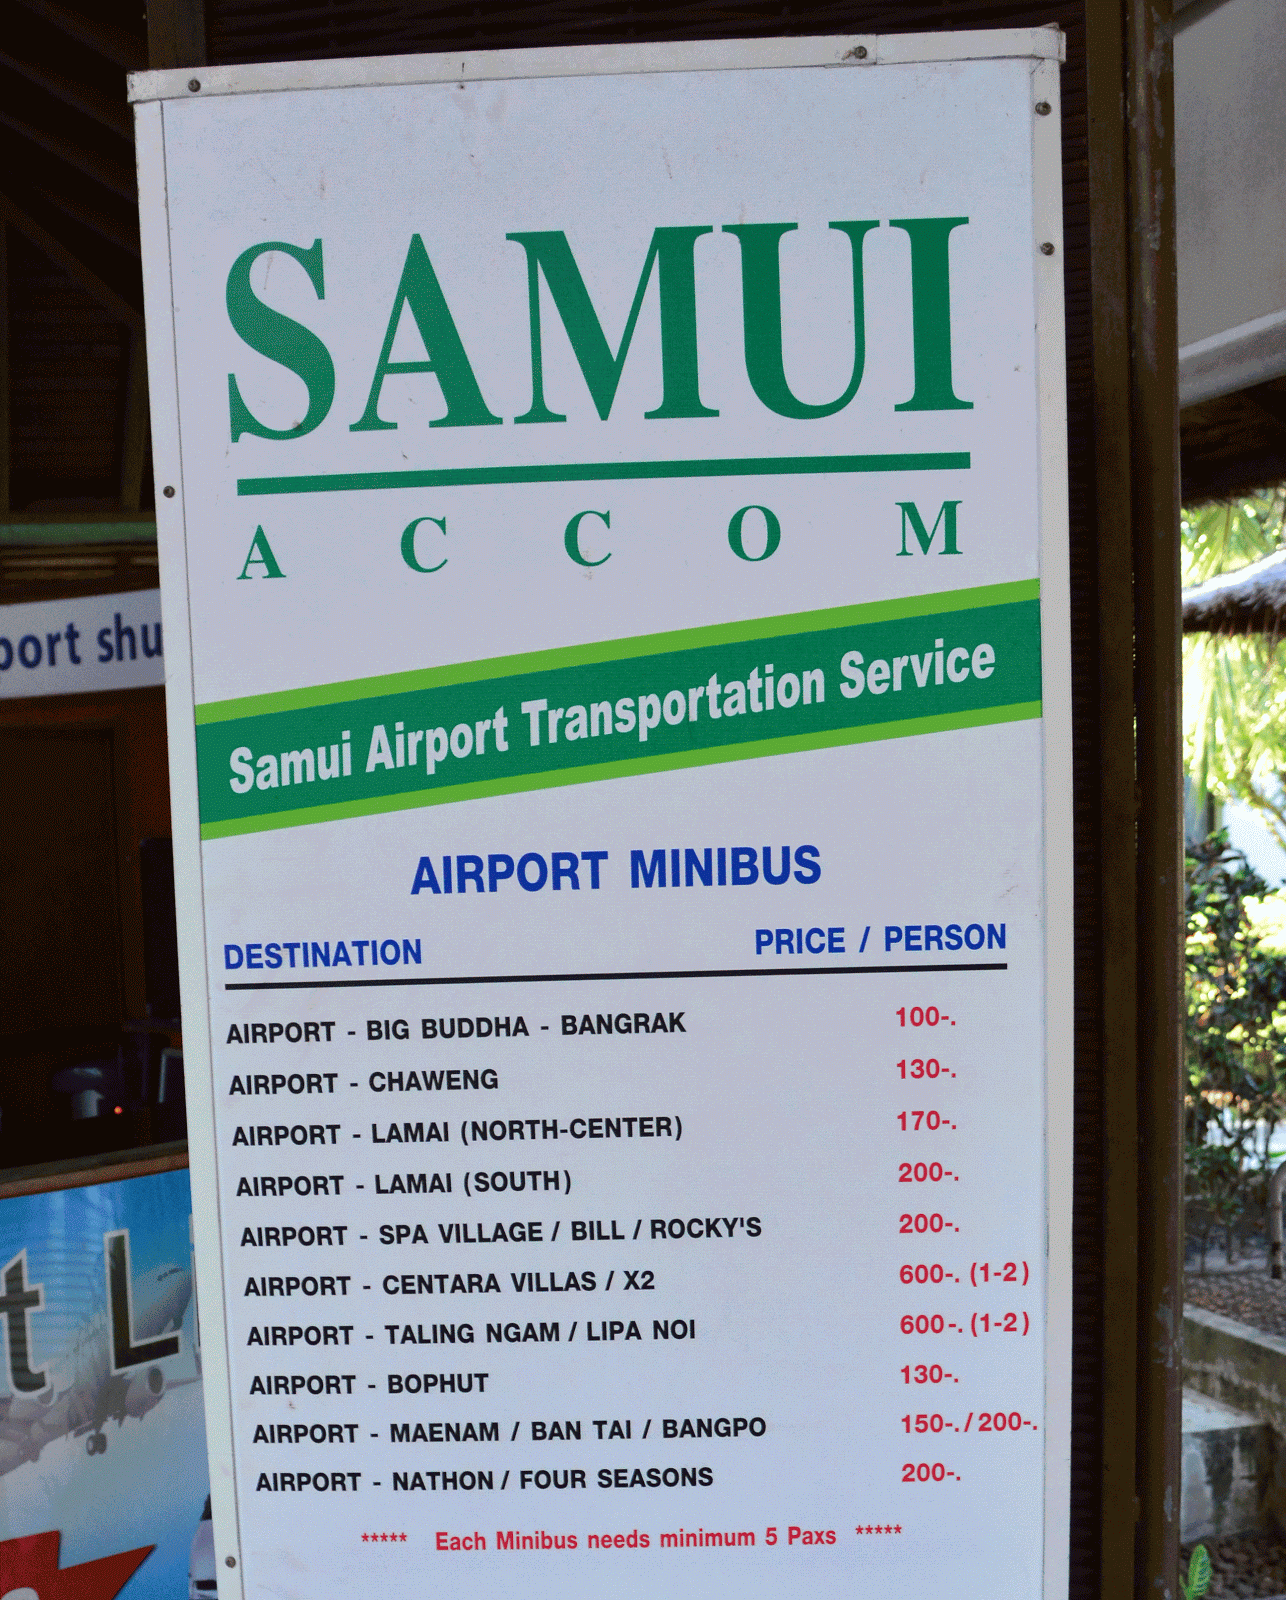 SAMUI
A C C O M
port shu
Samui Airport Transportation Service
AIRPORT MINIBUS
DESTINATION PRICE / PERSON
AIRPORT - BIG BUDDHA - BANGRAK 100-.
AIRPORT - CHAWENG 130-.
AIRPORT - LAMAI (NORTH-CENTER) 170-.
AIRPORT - LAMAI (SOUTH) 200-.
AIRPORT - SPA VILLAGE / BILL / ROCKY'S 200-.
AIRPORT - CENTARA VILLAS / X2 600-. (1-2)
AIRPORT - TALING NGAM / LIPA NOI 600-. (1-2)
AIRPORT - BOPHUT 130-.
AIRPORT - MAENAM / BAN TAI / BANGPO 150-. / 200-.
AIRPORT - NATHON / FOUR SEASONS 200-.
***** Each Minibus needs minimum 5 Paxs *****
t L